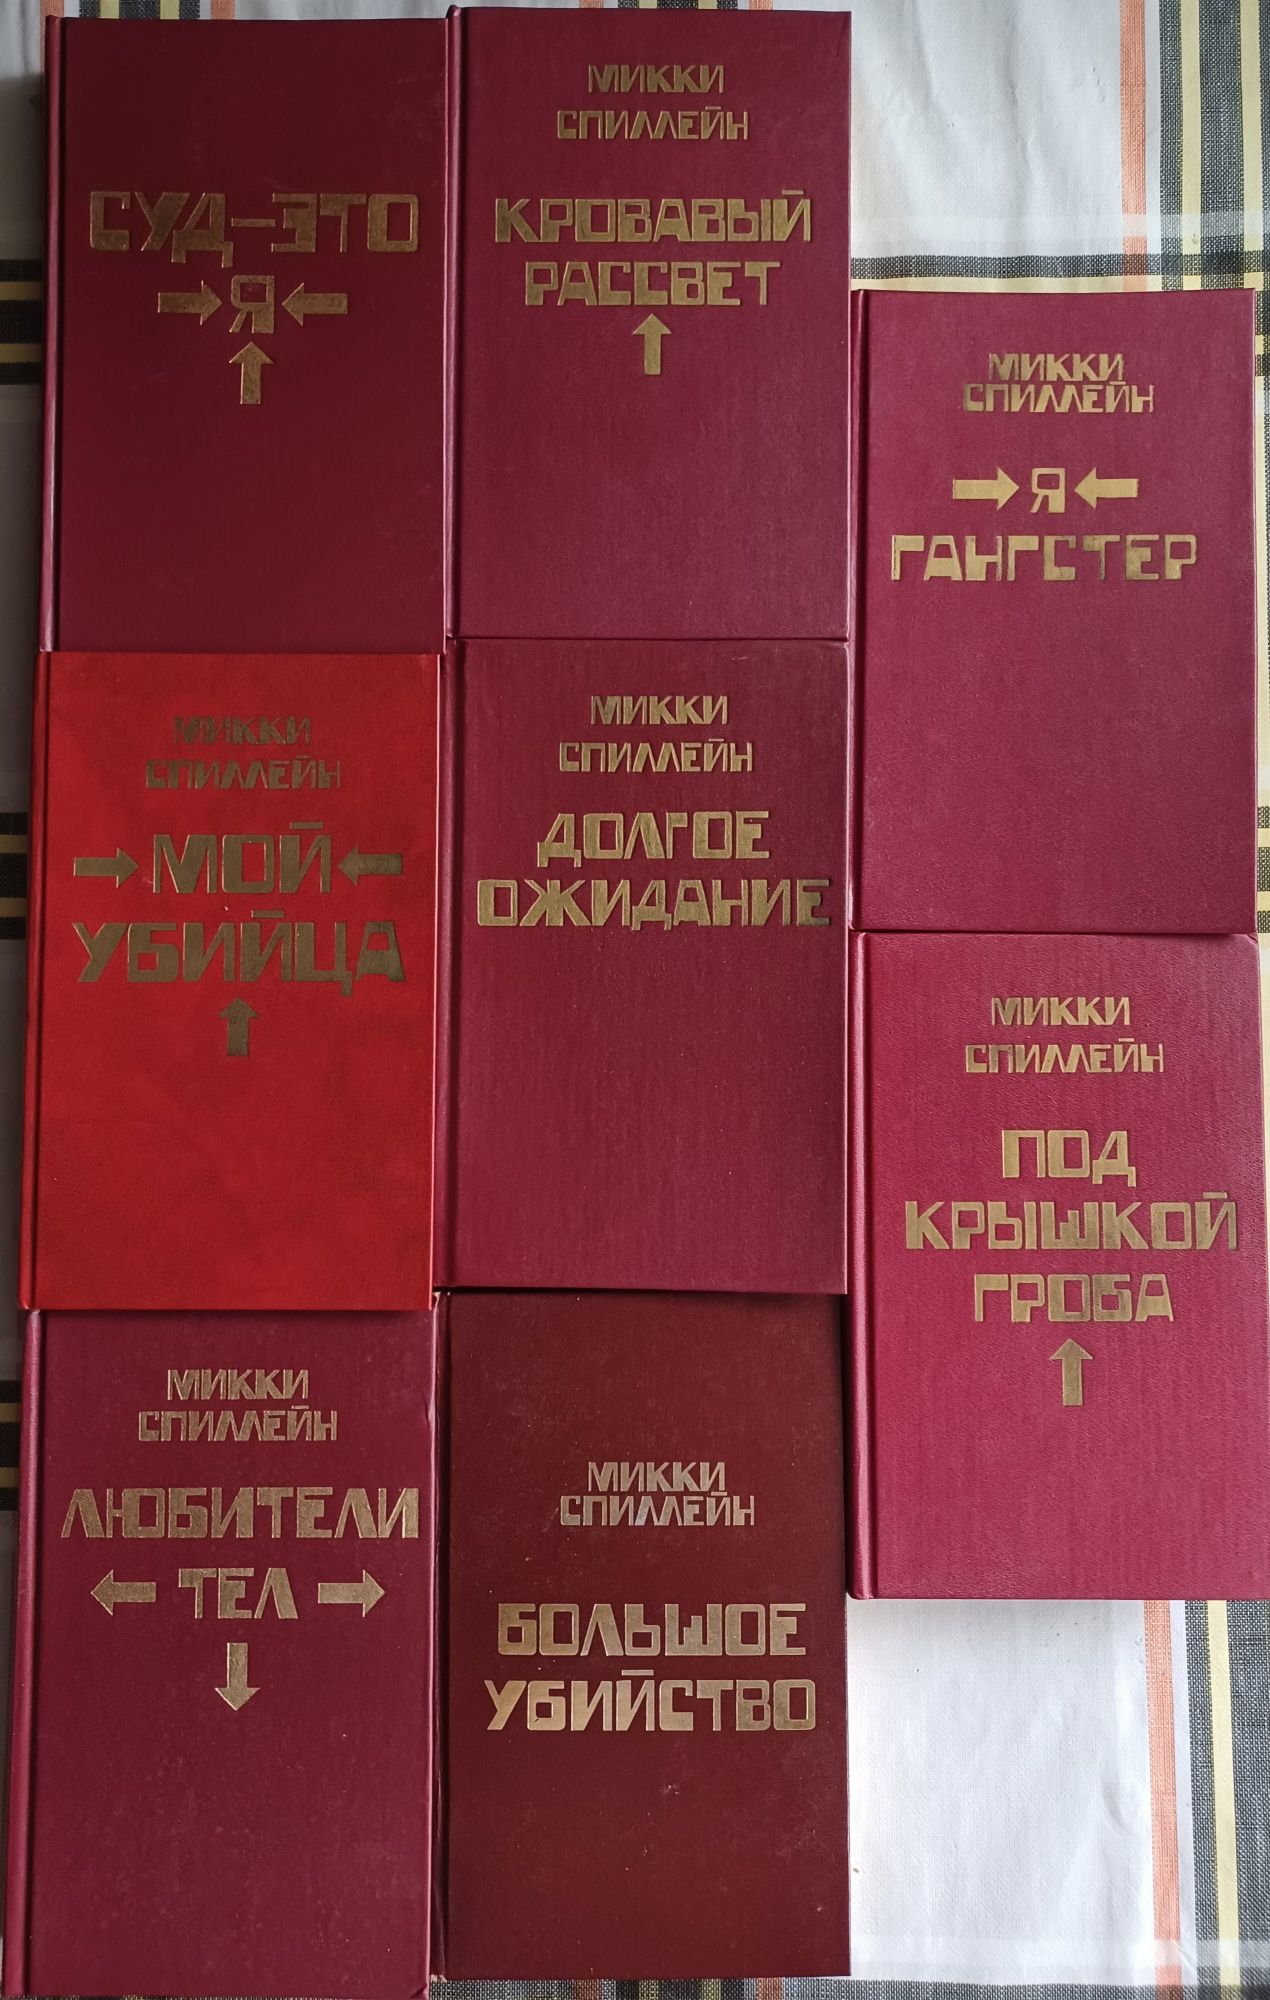 СУД-ЭТО
Я
МИККИ
СПИЛЛЕЙН
КРОВАВЫЙ
РАССВЕТ
МИККИ
СПИЛЛЕЙН
Я
ГАНГСТЕР
МИККИ
СПИЛЛЕЙН
МОЙ
УБИЙЦА
МИККИ
СПИЛЛЕЙН
ДОЛГОЕ
ОЖИДАНИЕ
МИККИ
СПИЛЛЕЙН
ПОД
КРЫШКОЙ
ГРОБА
МИККИ
СПИЛЛЕЙН
ЛЮБИТЕЛИ
ТЕЛ
МИККИ
СПИЛЛЕЙН
БОЛЬШОЕ
УБИЙСТВО